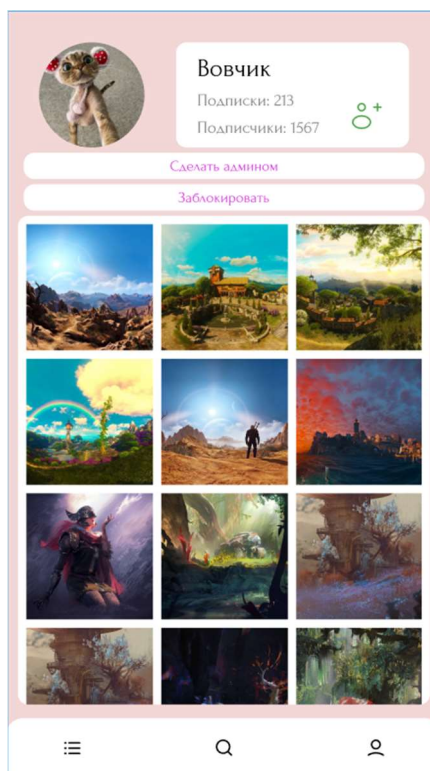 Вовчик
Подписки: 213
Подписчики: 1567
Сделать админом
Заблокировать